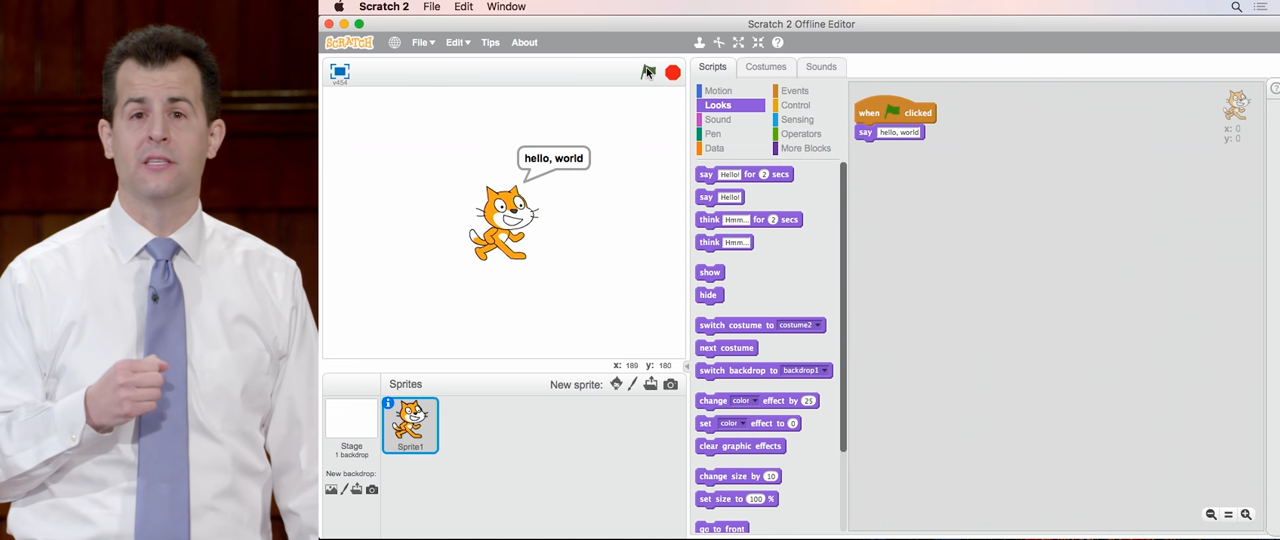 Scratch 2 File Edit Window
Scratch 2 Offline Editor
SCRATCH File Edit Tips About
v454
hello, world
x: 189 y: 180
Sprites New sprite:
Stage
1 backdrop
New backdrop:
Sprite1
Scripts Costumes Sounds
Motion Events
Looks Control
Sound Sensing
Pen Operators
Data More Blocks
say Hello! for 2 secs
say Hello!
think Hmm... for 2 secs
think Hmm...
show
hide
switch costume to costume2
next costume
switch backdrop to backdrop1
change color effect by 25
set color effect to 0
clear graphic effects
change size by 10
set size to 100 %
go to front
when clicked
say hello, world
x: 0
y: 0